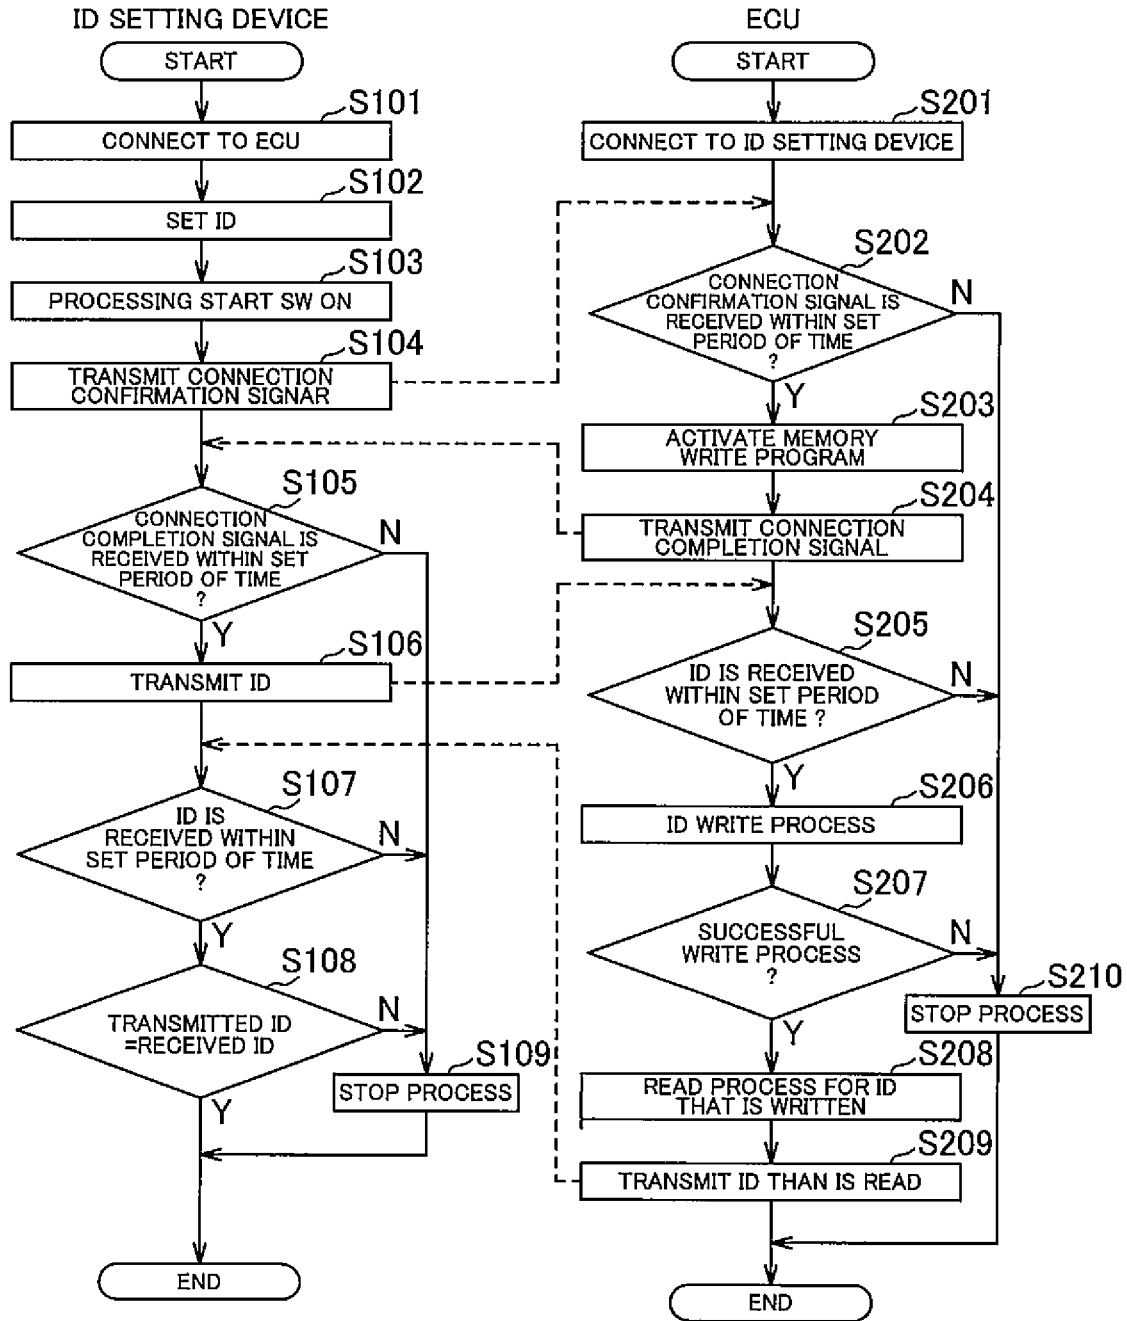 ID SETTING DEVICE
START
S101
CONNECT TO ECU
S102
SET ID
S103
PROCESSING START SW ON
S104
TRANSMIT CONNECTION
CONFIRMATION SIGNAR
S105
CONNECTION
COMPLETION SIGNAL IS
RECEIVED WITHIN SET
PERIOD OF TIME
?
N
Y
S106
TRANSMIT ID
S107
ID IS
RECEIVED WITHIN
SET PERIOD OF TIME
?
N
Y
S108
TRANSMITTED ID
=RECEIVED ID
N
Y
S109
STOP PROCESS
END
ECU
START
S201
CONNECT TO ID SETTING DEVICE
S202
CONNECTION
CONFIRMATION SIGNAL IS
RECEIVED WITHIN SET
PERIOD OF TIME
?
N
Y
S203
ACTIVATE MEMORY
WRITE PROGRAM
S204
TRANSMIT CONNECTION
COMPLETION SIGNAL
S205
ID IS RECEIVED
WITHIN SET PERIOD
OF TIME ?
N
Y
S206
ID WRITE PROCESS
S207
SUCCESSFUL
WRITE PROCESS
?
N
Y
S210
STOP PROCESS
S208
READ PROCESS FOR ID
THAT IS WRITTEN
S209
TRANSMIT ID THAN IS READ
END